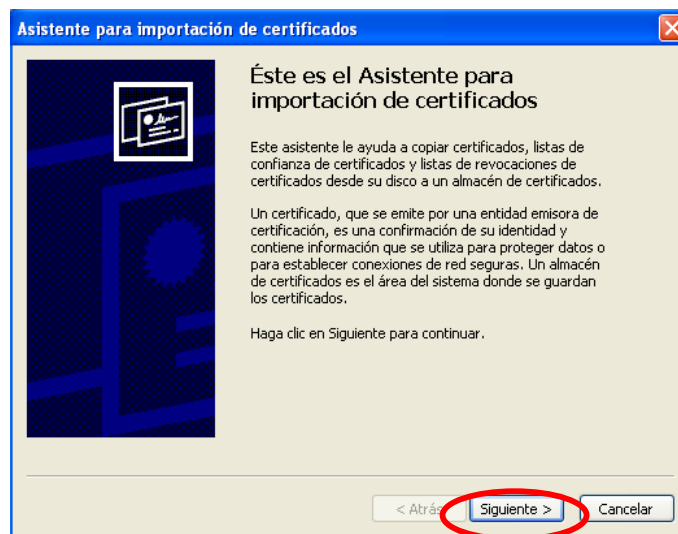 Asistente para importación de certificados
Éste es el Asistente para
importación de certificados
Este asistente le ayuda a copiar certificados, listas de
confianza de certificados y listas de revocaciones de
certificados desde su disco a un almacén de certificados.
Un certificado, que se emite por una entidad emisora de
certificación, es una confirmación de su identidad y
contiene información que se utiliza para proteger datos o
para establecer conexiones de red seguras. Un almacén
de certificados es el área del sistema donde se guardan
los certificados.
Haga clic en Siguiente para continuar.
< Atrás Siguiente > Cancelar